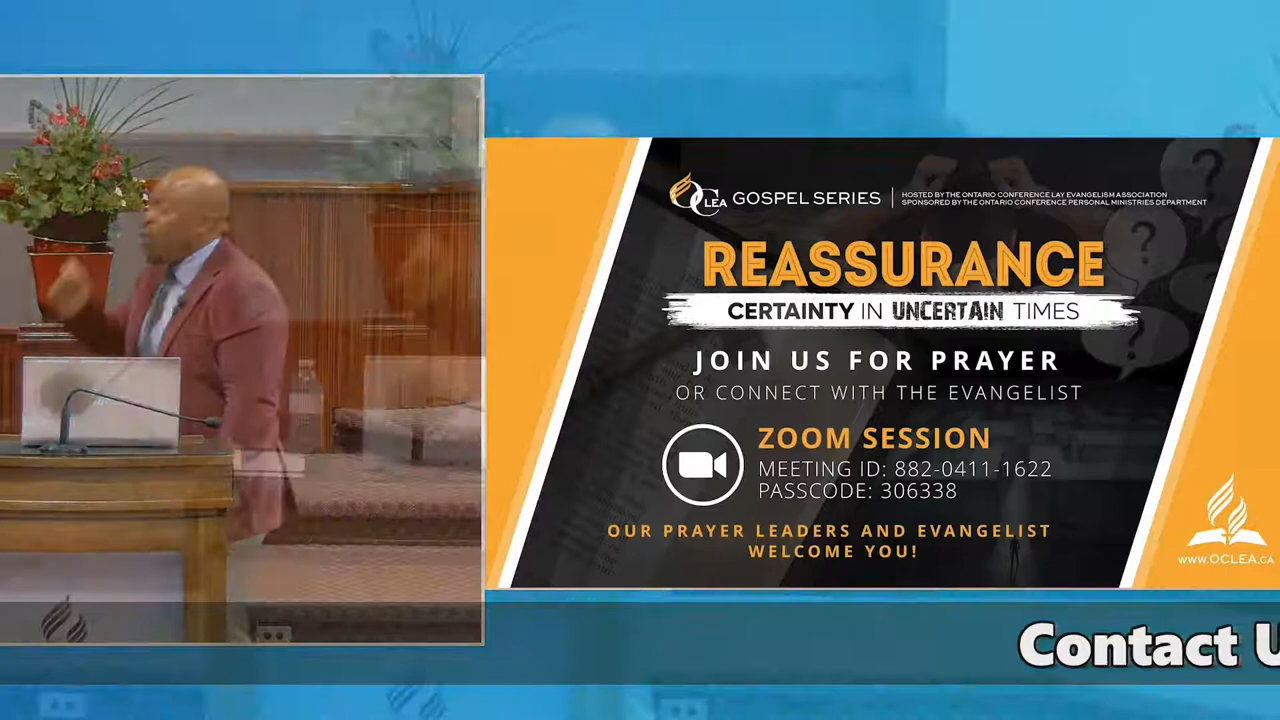 OCLEA GOSPEL SERIES
HOSTED BY THE ONTARIO CONFERENCE LAY EVANGELISM ASSOCIATION
SPONSORED BY THE ONTARIO CONFERENCE PERSONAL MINISTRIES DEPARTMENT
REASSURANCE
CERTAINTY IN UNCERTAIN TIMES
JOIN US FOR PRAYER
OR CONNECT WITH THE EVANGELIST
ZOOM SESSION
MEETING ID: 882-0411-1622
PASSCODE: 306338
OUR PRAYER LEADERS AND EVANGELIST
WELCOME YOU!
WWW.OCLEA.CA
Contact U